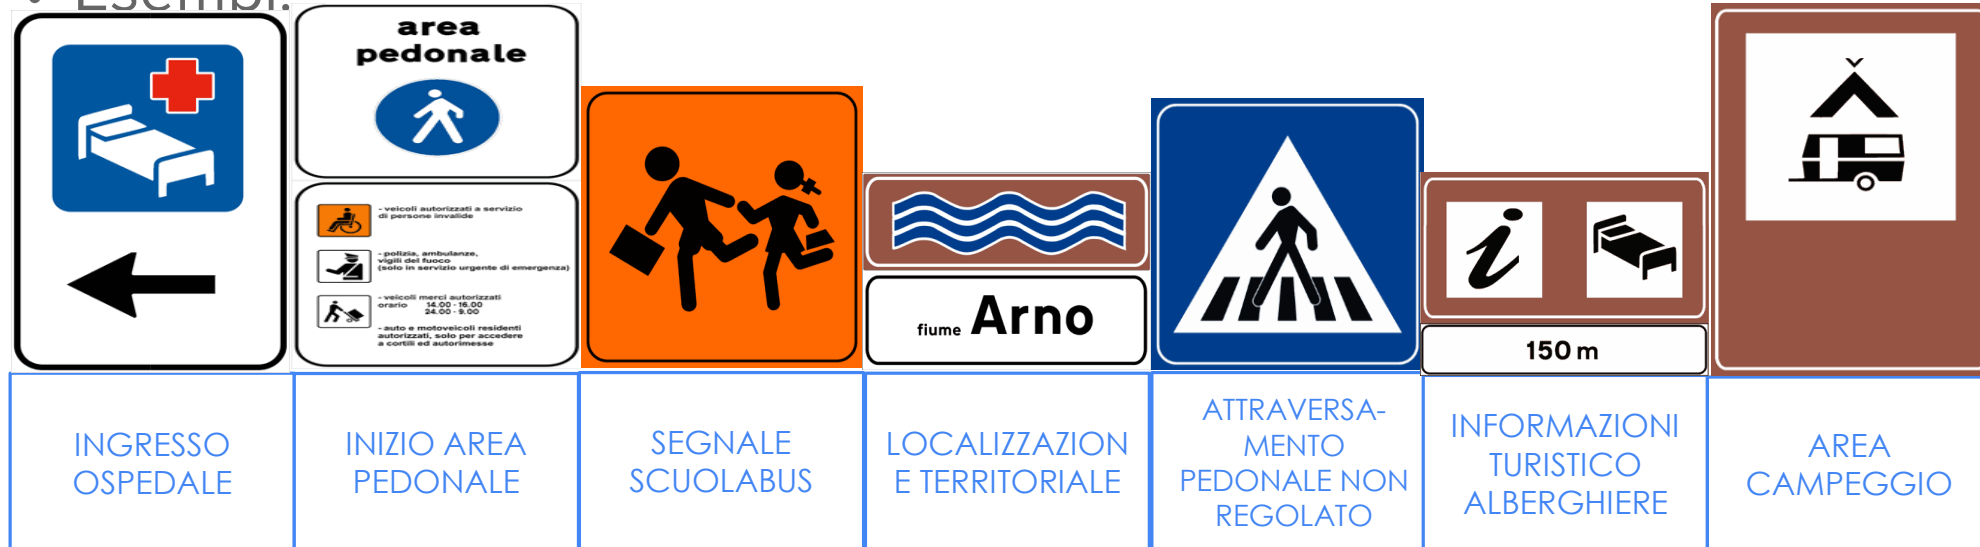 • Esempi:
area
pedonale
- veicoli autorizzati a servizio
di persone invalide
- polizia, ambulanze,
vigili del fuoco
(solo in servizio urgente di emergenza)
- veicoli merci autorizzati
orario 14.00 - 16.00
24.00 - 9.00
- auto e motoveicoli residenti
autorizzati, solo per accedere
a cortili ed autorimesse
fiume Arno
i
150 m
INGRESSO
OSPEDALE
INIZIO AREA
PEDONALE
SEGNALE
SCUOLABUS
LOCALIZZAZION
E TERRITORIALE
ATTRAVERSA-
MENTO
PEDONALE NON
REGOLATO
INFORMAZIONI
TURISTICO
ALBERGHIERE
AREA
CAMPEGGIO